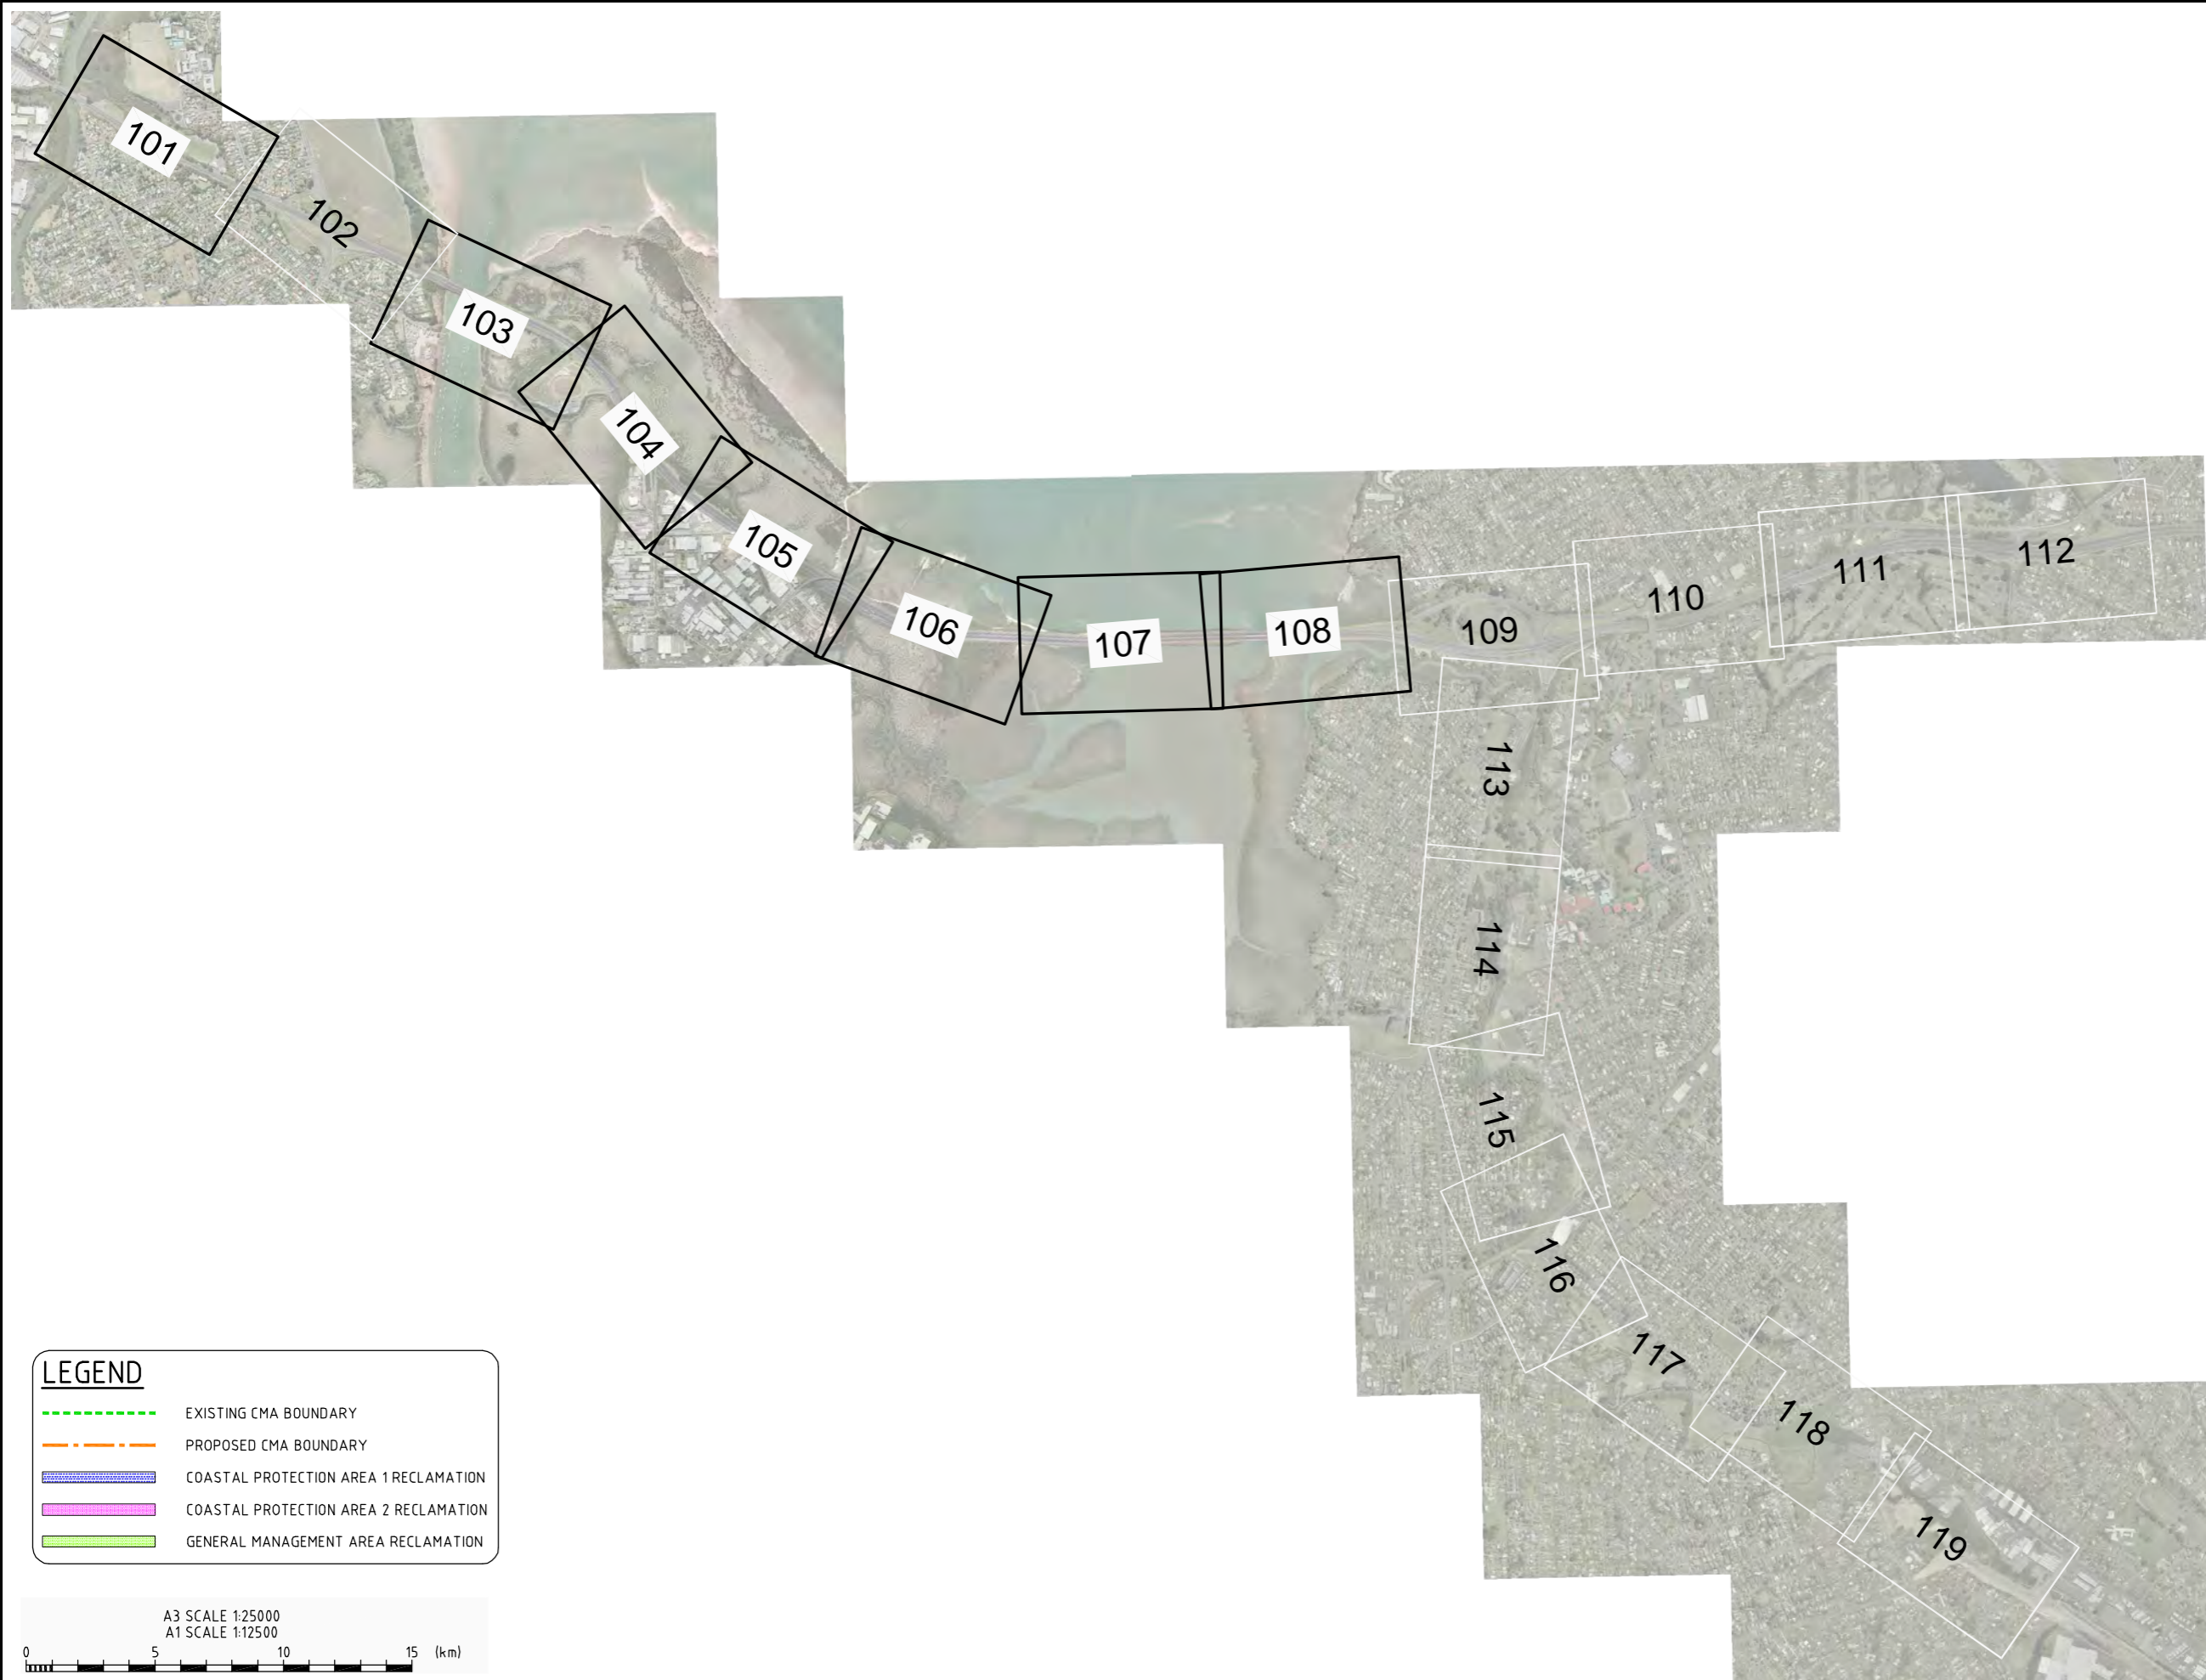 101
102
103
104
105
106
107
108
109
110
111
112
113
114
115
116
117
118
119
LEGEND
EXISTING CMA BOUNDARY
PROPOSED CMA BOUNDARY
COASTAL PROTECTION AREA 1 RECLAMATION
COASTAL PROTECTION AREA 2 RECLAMATION
GENERAL MANAGEMENT AREA RECLAMATION
A3 SCALE 1:25000
A1 SCALE 1:12500
0 5 10 15 (km)